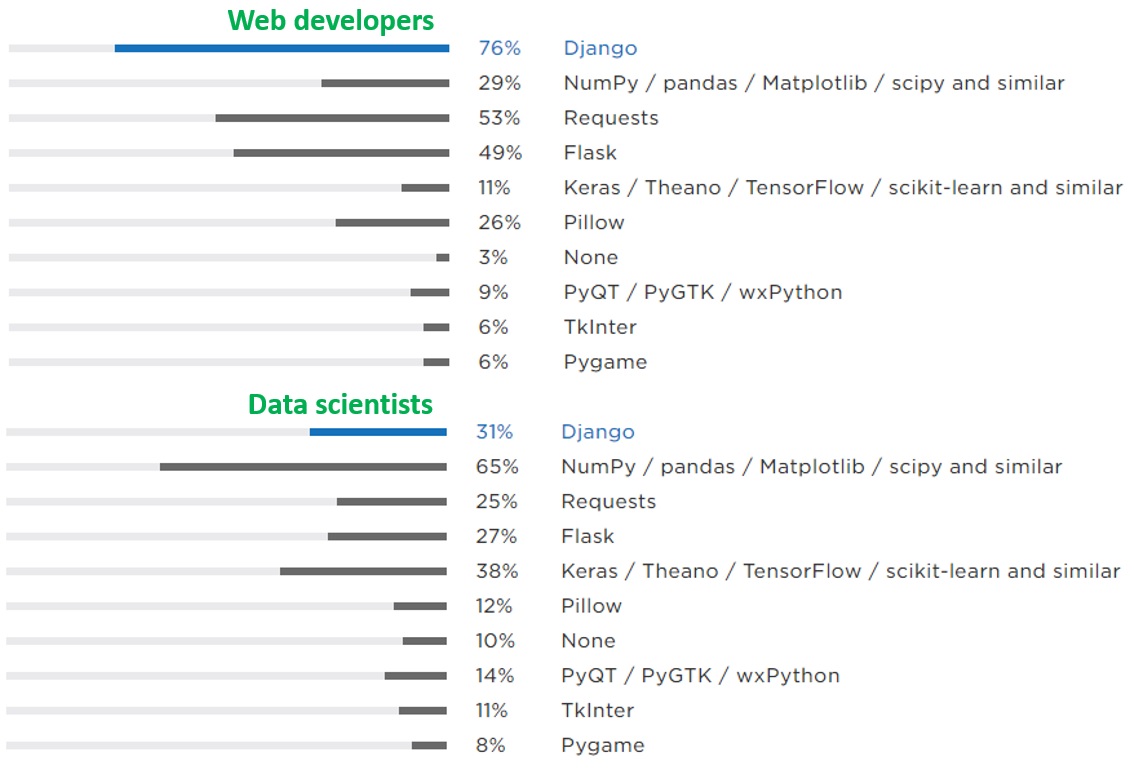 Web developers
76% Django
29% NumPy / pandas / Matplotlib / scipy and similar
53% Requests
49% Flask
11% Keras / Theano / TensorFlow / scikit-learn and similar
26% Pillow
3% None
9% PyQT / PyGTK / wxPython
6% TkInter
6% Pygame
Data scientists
31% Django
65% NumPy / pandas / Matplotlib / scipy and similar
25% Requests
27% Flask
38% Keras / Theano / TensorFlow / scikit-learn and similar
12% Pillow
10% None
14% PyQT / PyGTK / wxPython
11% TkInter
8% Pygame